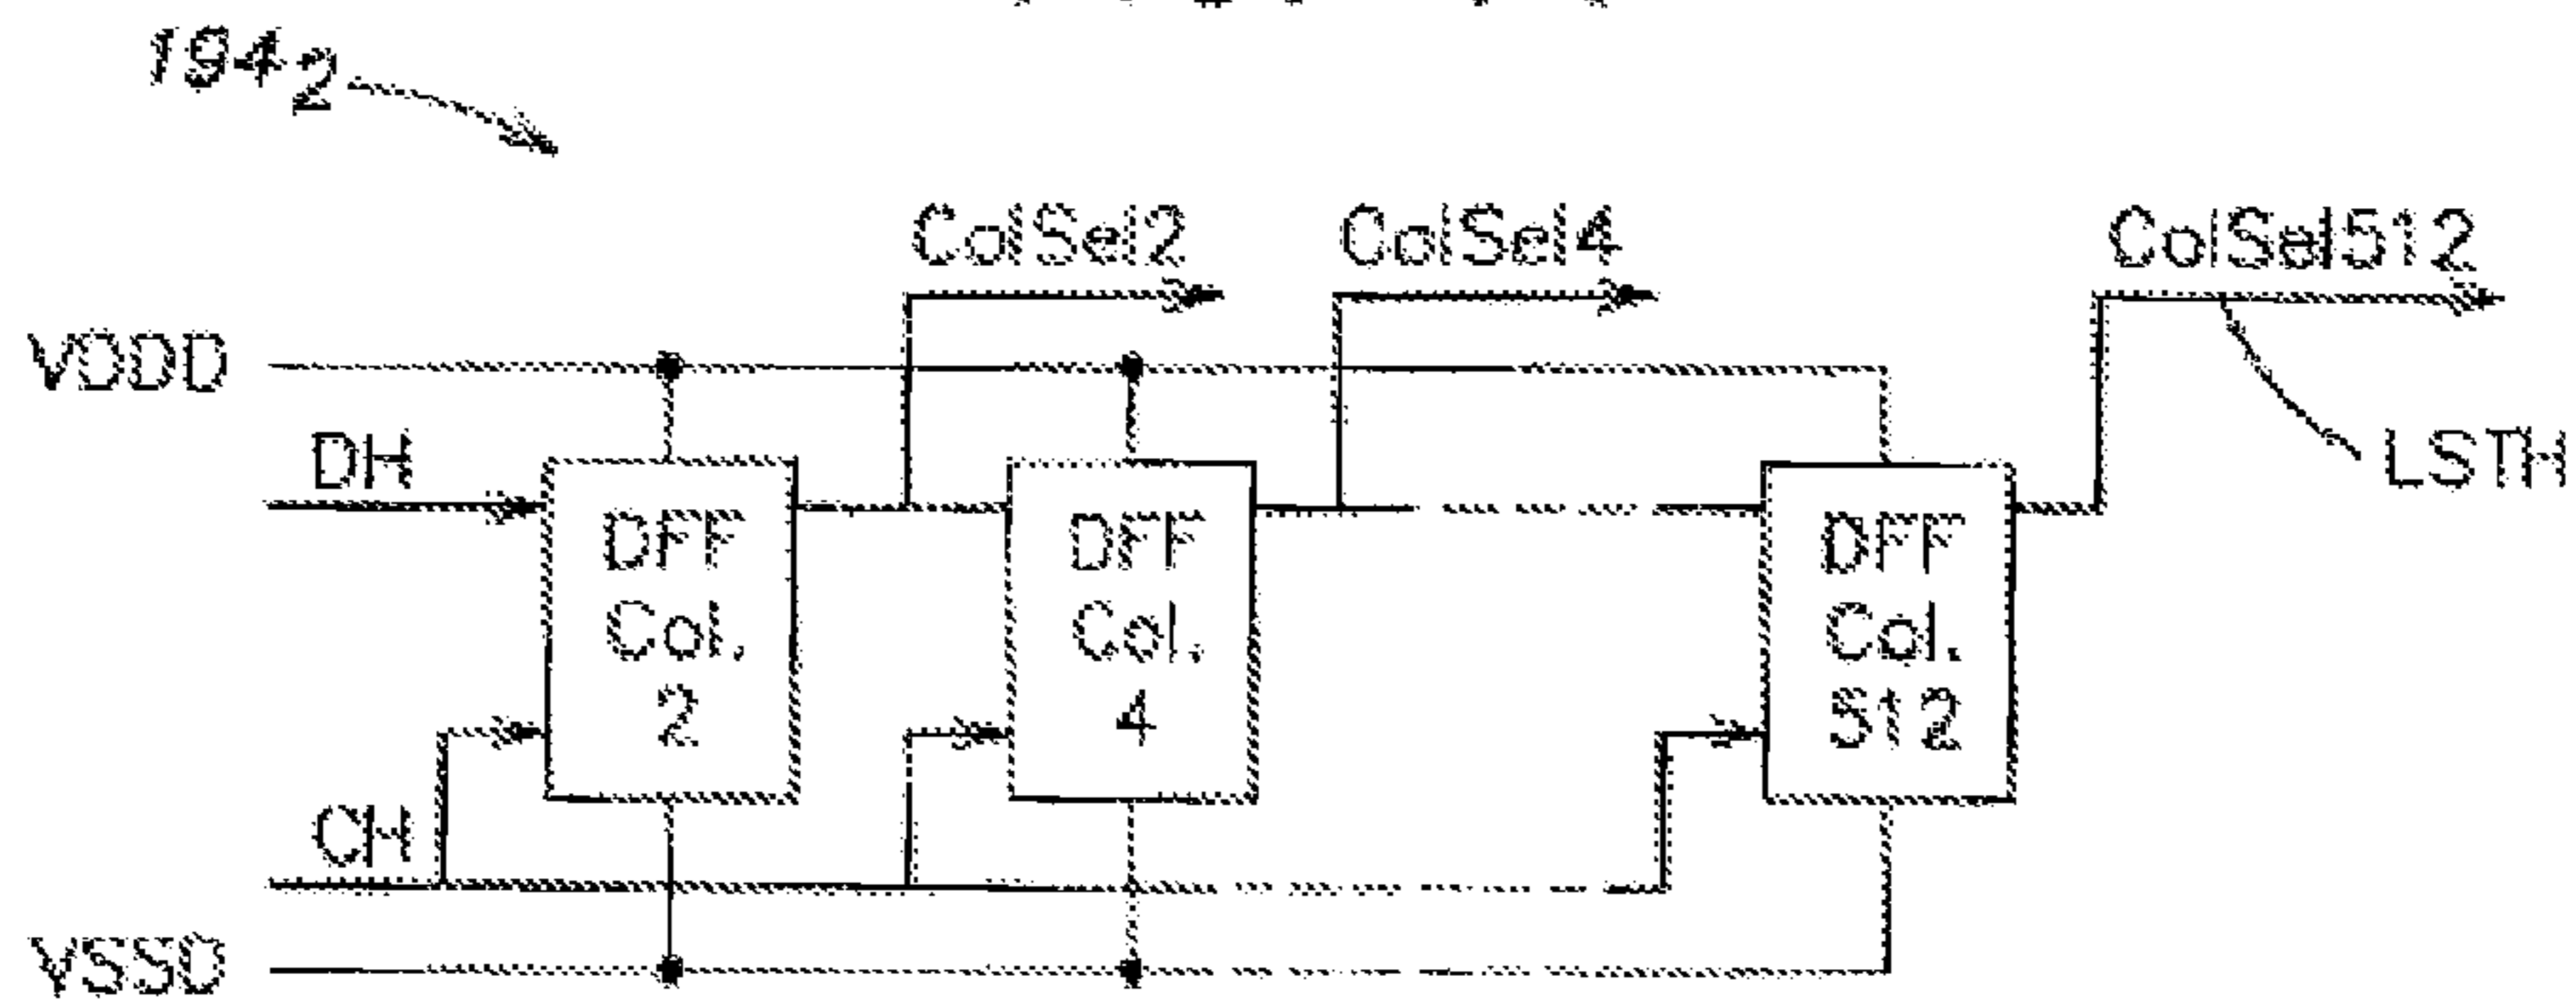 194₂
ColSel2
ColSel4
ColSel512
VDDD
DH
LSTH
DFF
Col.
2
DFF
Col.
4
DFF
Col.
512
CH
VSSD